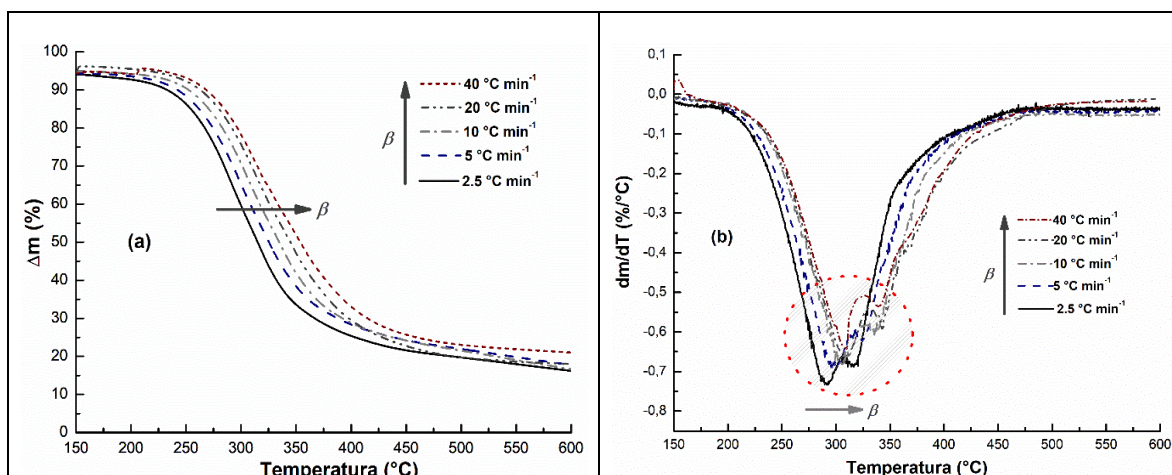 100
90
80
70
60
50
40
30
20
10
0
Δm (%)
150 200 250 300 350 400 450 500 550 600
Temperatura (°C)
(a)
β
β
40 °C min⁻¹
20 °C min⁻¹
10 °C min⁻¹
5 °C min⁻¹
2.5 °C min⁻¹
0,1
0,0
-0,1
-0,2
-0,3
-0,4
-0,5
-0,6
-0,7
-0,8
dm/dT (%/°C)
150 200 250 300 350 400 450 500 550 600
Temperatura (°C)
(b)
β
β
40 °C min⁻¹
20 °C min⁻¹
10 °C min⁻¹
5 °C min⁻¹
2.5 °C min⁻¹